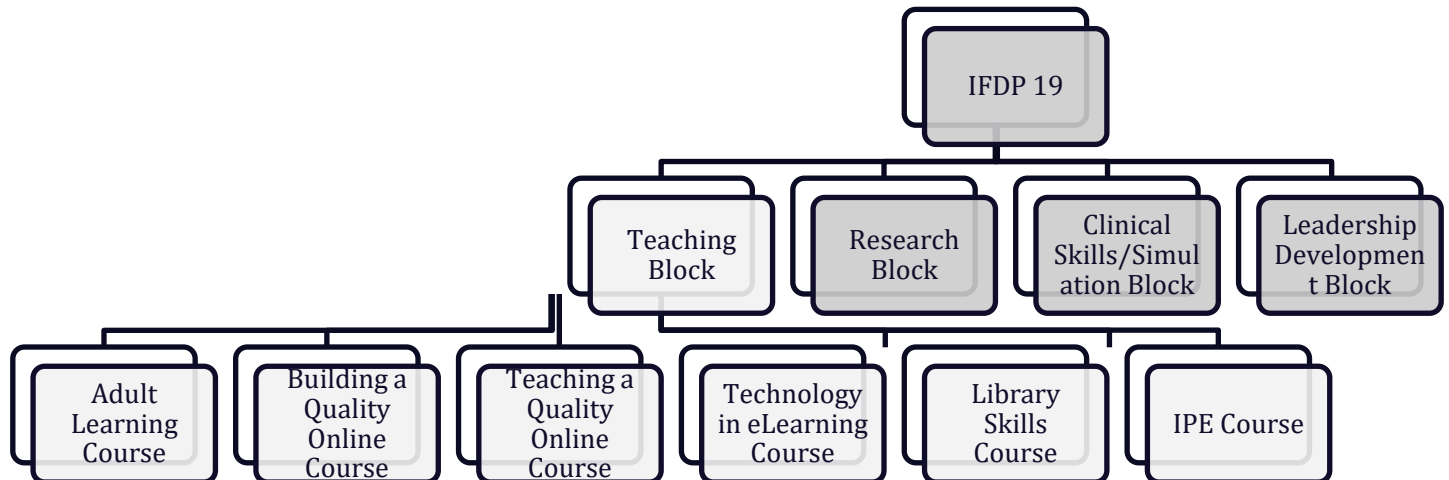 IFDP 19
Teaching
Block
Research
Block
Clinical
Skills/Simul
ation Block
Leadership
Developmen
t Block
Adult
Learning
Course
Building a
Quality
Online
Course
Teaching a
Quality
Online
Course
Technology
in eLearning
Course
Library
Skills
Course
IPE Course